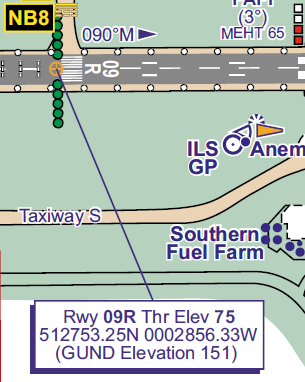 NB8
PAPI
(3°)
MEHT 65
090°M
09
R
ILS
GP
Anem
Taxiway S
Southern
Fuel Farm
Rwy 09R Thr Elev 75
512753.25N 0002856.33W
(GUND Elevation 151)